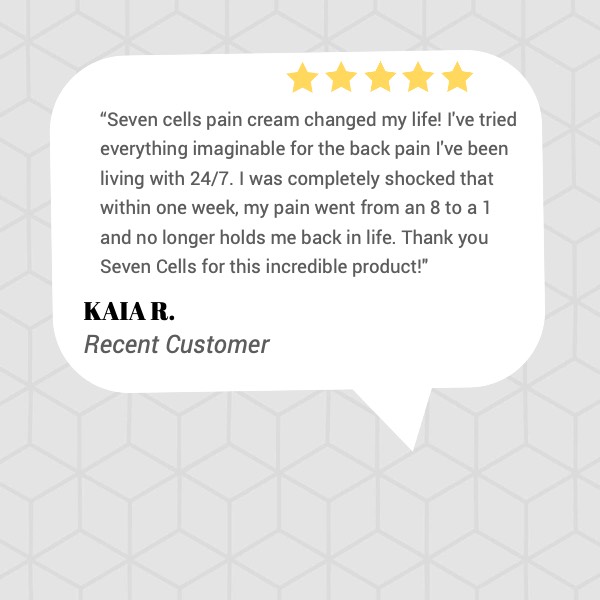 “Seven cells pain cream changed my life! I've tried
everything imaginable for the back pain I've been
living with 24/7. I was completely shocked that
within one week, my pain went from an 8 to a 1
and no longer holds me back in life. Thank you
Seven Cells for this incredible product!"
KAIA R.
Recent Customer